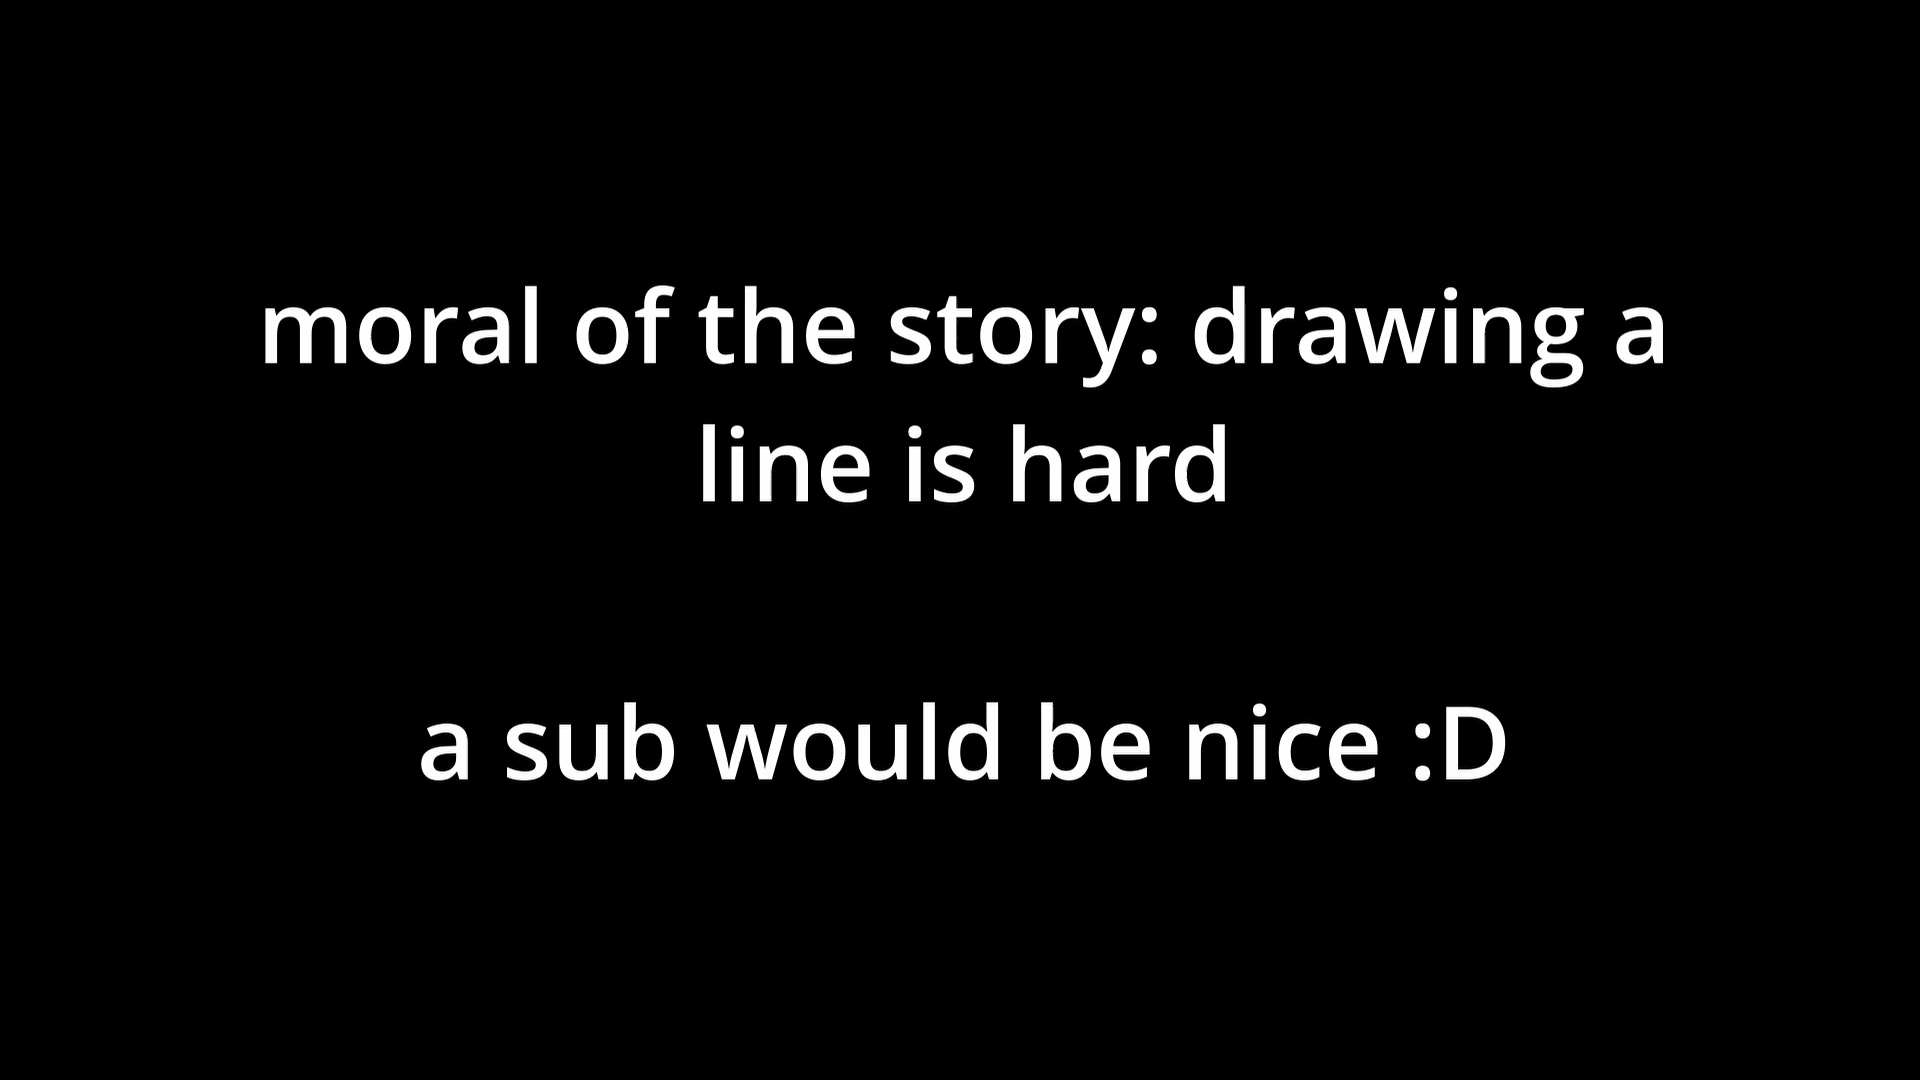 moral of the story: drawing a
line is hard
a sub would be nice :D